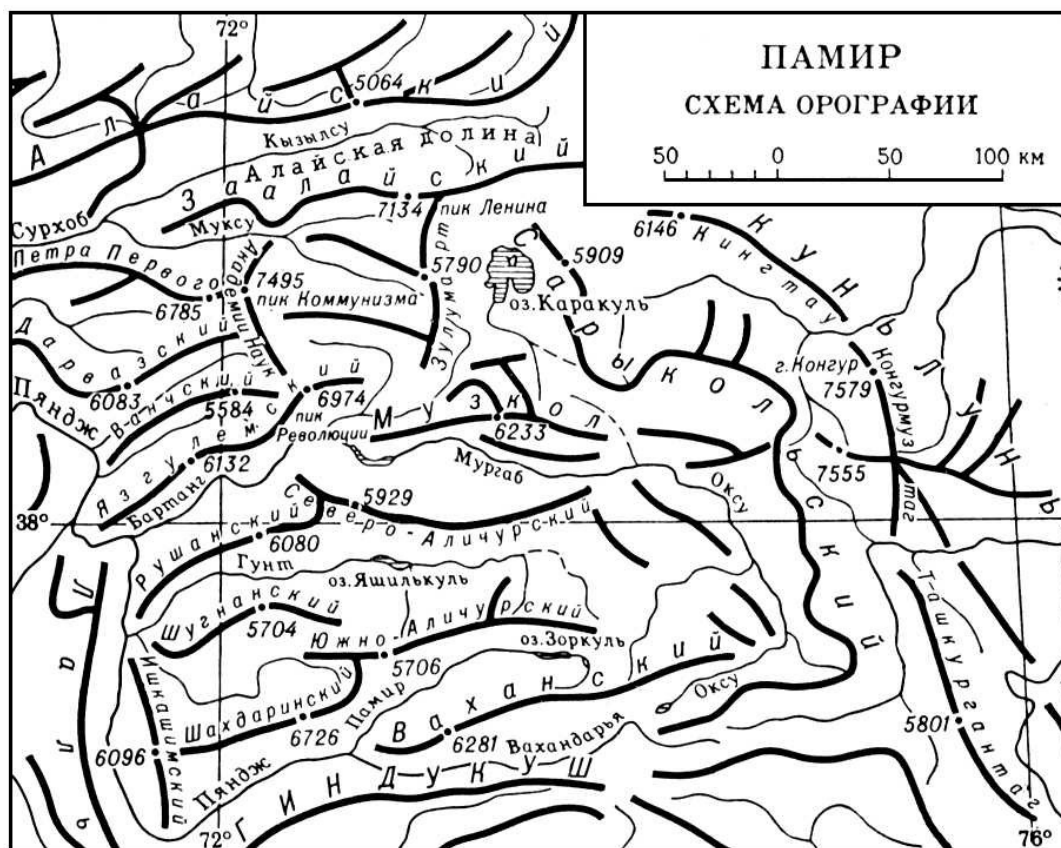 ПАМИР
СХЕМА ОРОГРАФИИ
50 0 50 100 км
72°
5064
Алайский
Кызылсу
Алайская долина
Заалайский
7134
пик Ленина
Сурхоб
Муксу
6146
Кингтау
КУНЬЛУНЬ
Петра Первого
Академии Наук
7495
пик Коммунизма
6785
5790
Зулумарт
5909
оз. Каракуль
Сарыкольский
Дарвазский
6083
Ванчский
5584
6974
пик
Революции
Язгулемский
6132
Пяндж
Музкол
6233
г. Конгур
7579
Конгурмузтаг
7555
Мургаб
Бартанг
Оксу
38°
Северо-Аличурский
5929
Рушанский
6080
Гунт
оз. Яшилькуль
Шугнанский
5704
Южно-Аличурский
5706
оз. Зоркуль
Ташкургантаг
5801
Ишкашимский
6096
Шахдаринский
6726
Памир
Ваханский
6281
Вахандарья
Оксу
Пяндж
ГИНДУКУШ
Лаль
72°
76°